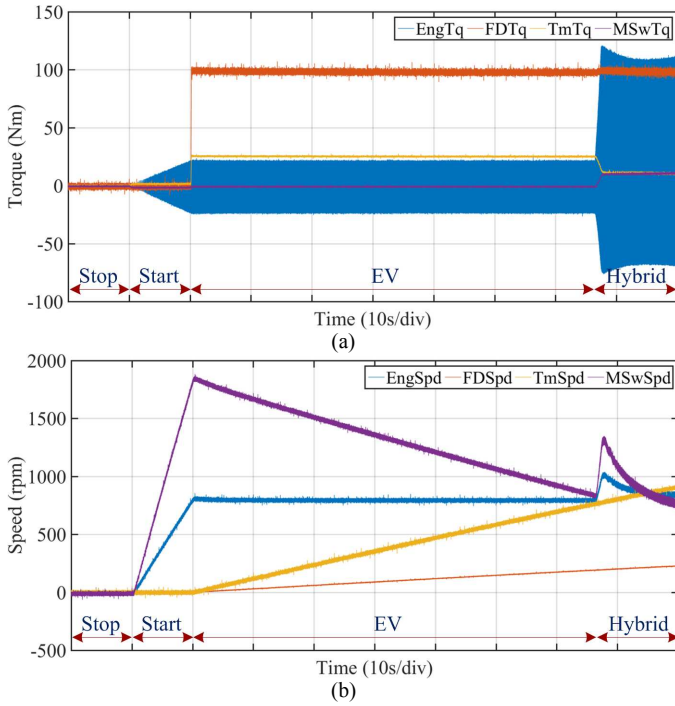 150
EngTq FDTq TmTq MSwTq
100
50
0
-50
-100
Torque (Nm)
Stop Start EV Hybrid
Time (10s/div)
(a)
2000
EngSpd FDSpd TmSpd MSwSpd
1500
1000
500
0
-500
Speed (rpm)
Stop Start EV Hybrid
Time (10s/div)
(b)